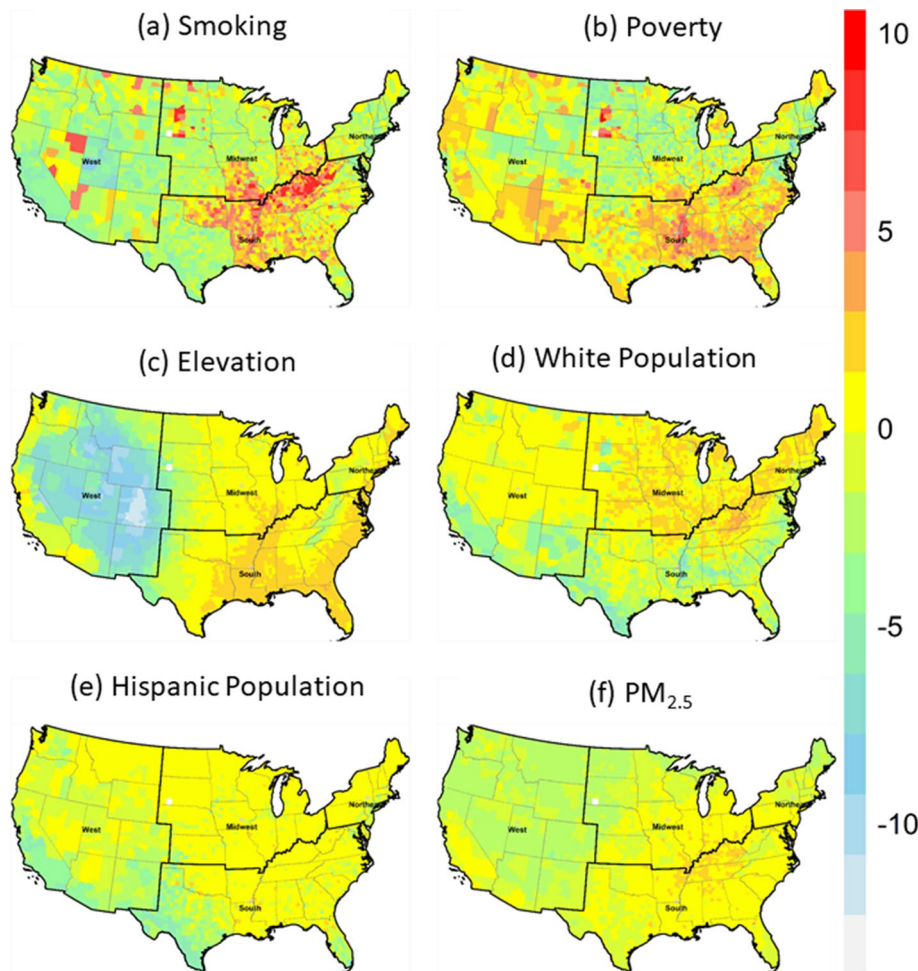 (a) Smoking
(b) Poverty
10
West
Midwest
Northeast
South
West
Midwest
Northeast
South
5
(c) Elevation
(d) White Population
0
West
Midwest
Northeast
South
West
Midwest
Northeast
South
-5
(e) Hispanic Population
(f) PM2.5
West
Midwest
Northeast
South
West
Midwest
Northeast
South
-10